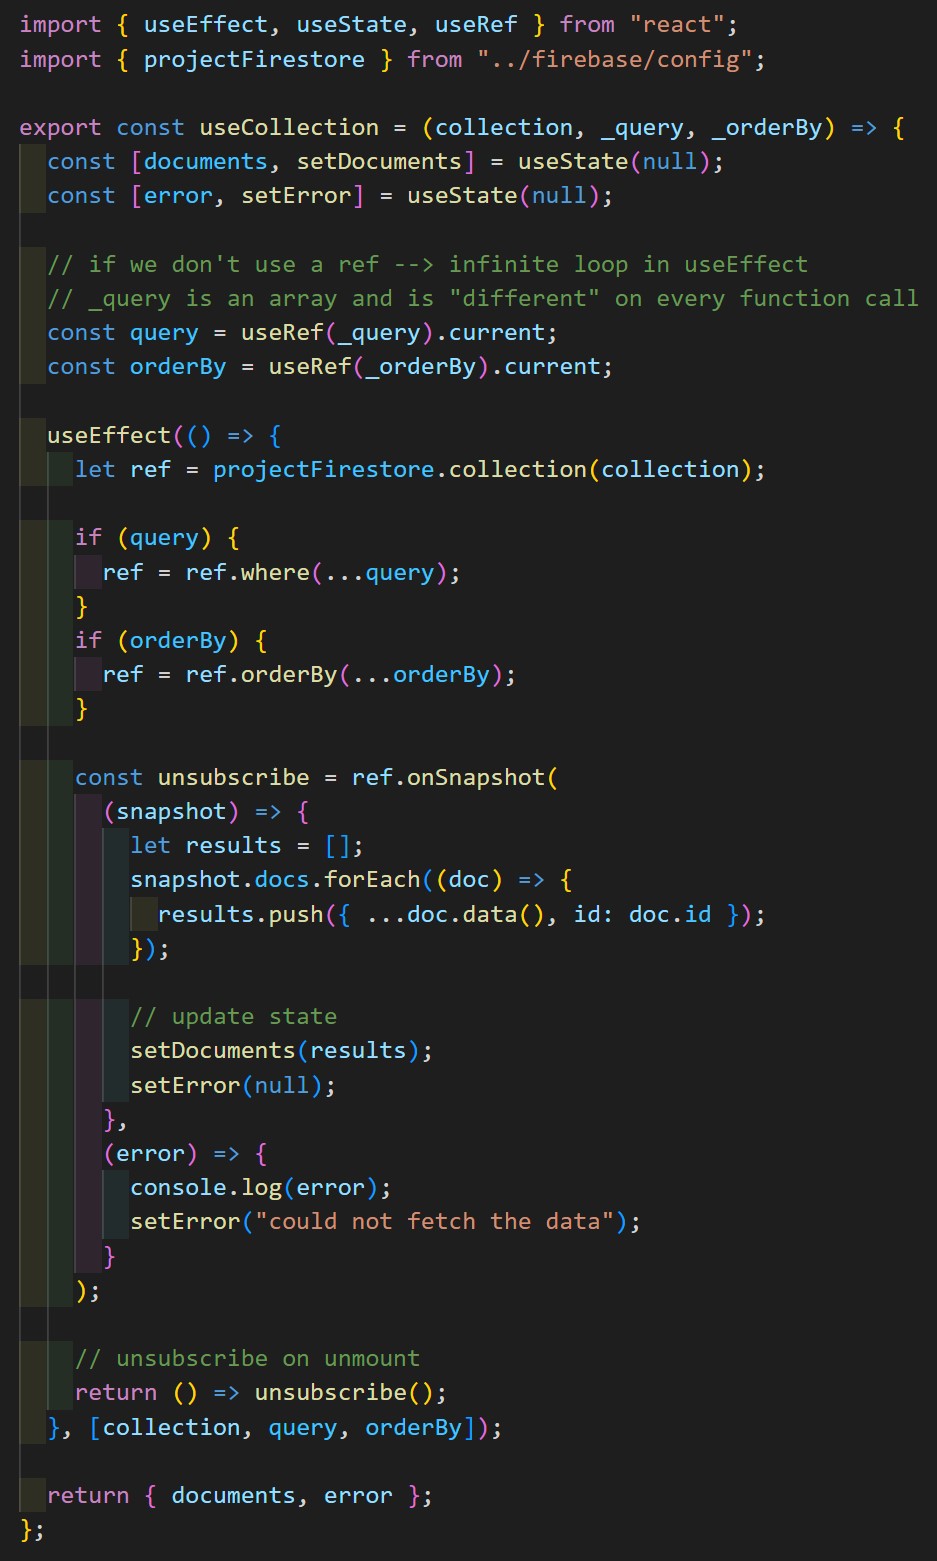 import { useEffect, useState, useRef } from "react";
import { projectFirestore } from "../firebase/config";

export const useCollection = (collection, _query, _orderBy) => {
  const [documents, setDocuments] = useState(null);
  const [error, setError] = useState(null);

  // if we don't use a ref --> infinite loop in useEffect
  // _query is an array and is "different" on every function call
  const query = useRef(_query).current;
  const orderBy = useRef(_orderBy).current;

  useEffect(() => {
    let ref = projectFirestore.collection(collection);

    if (query) {
      ref = ref.where(...query);
    }
    if (orderBy) {
      ref = ref.orderBy(...orderBy);
    }

    const unsubscribe = ref.onSnapshot(
      (snapshot) => {
        let results = [];
        snapshot.docs.forEach((doc) => {
          results.push({ ...doc.data(), id: doc.id });
        });

        // update state
        setDocuments(results);
        setError(null);
      },
      (error) => {
        console.log(error);
        setError("could not fetch the data");
      }
    );

    // unsubscribe on unmount
    return () => unsubscribe();
  }, [collection, query, orderBy]);

  return { documents, error };
};